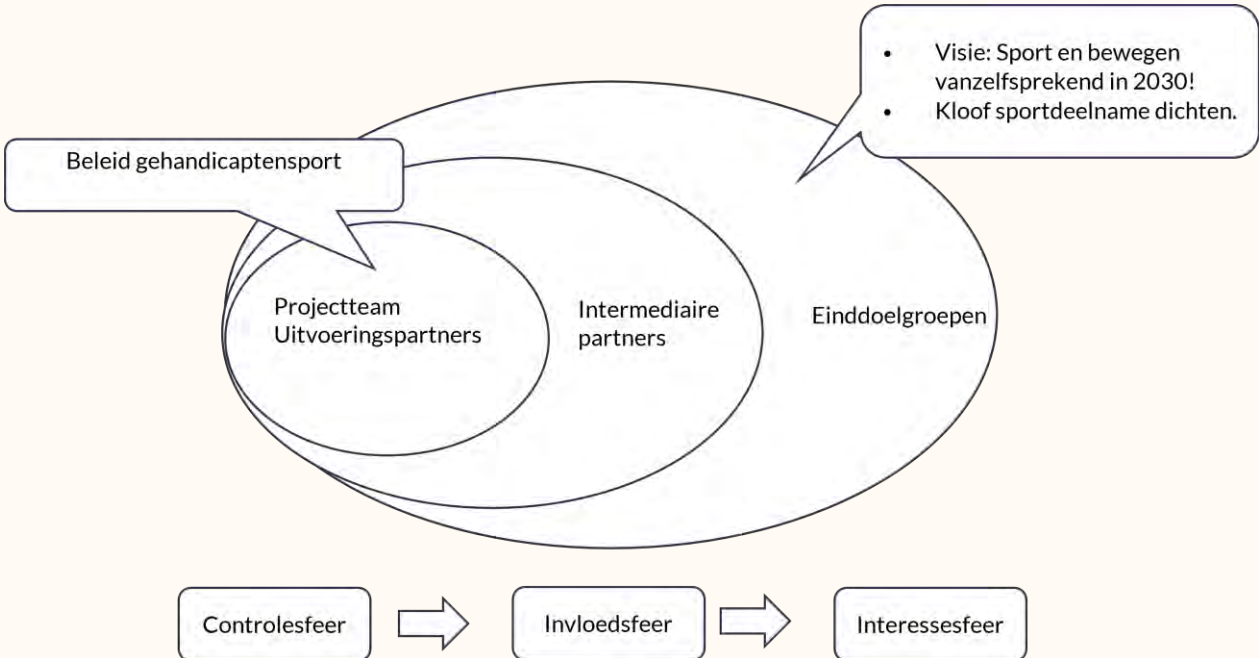 • Visie: Sport en bewegen
vanzelfsprekend in 2030!
• Kloof sportdeelname dichten.
Beleid gehandicaptensport
Projectteam
Uitvoeringspartners
Intermediaire
partners
Einddoelgroepen
Controlesfeer
Invloedsfeer
Interessesfeer